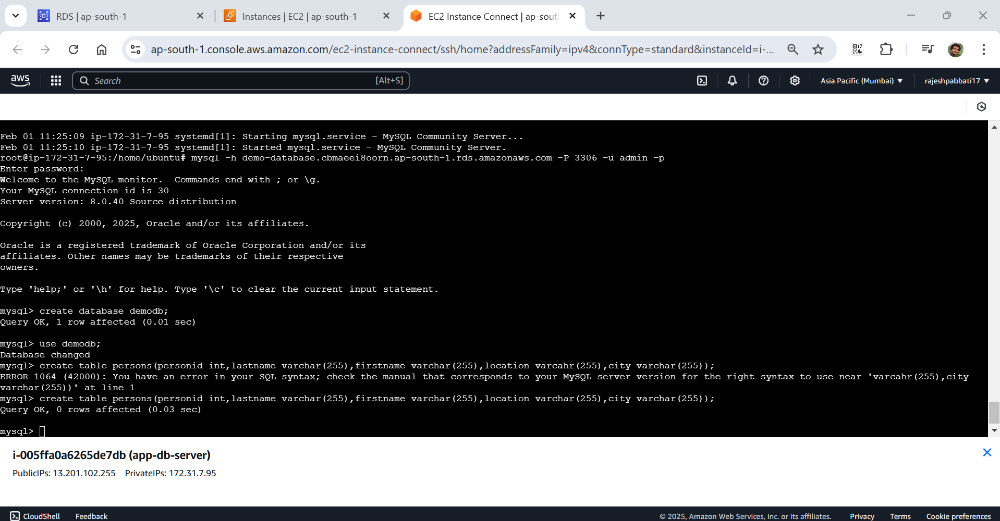 RDS | ap-south-1
Instances | EC2 | ap-south-1
EC2 Instance Connect | ap-sout
ap-south-1.console.aws.amazon.com/ec2-instance-connect/ssh/home?addressFamily=ipv4&connType=standard&instanceId=i-...
aws
Search
[Alt+S]
Asia Pacific (Mumbai)
rajeshpabbati17
Feb 01 11:25:09 ip-172-31-7-95 systemd[1]: Starting mysql.service - MySQL Community Server...
Feb 01 11:25:10 ip-172-31-7-95 systemd[1]: Started mysql.service - MySQL Community Server.
root@ip-172-31-7-95:/home/ubuntu# mysql -h demo-database.cbmaeei8oorn.ap-south-1.rds.amazonaws.com -P 3306 -u admin -p
Enter password:
Welcome to the MySQL monitor.  Commands end with ; or \g.
Your MySQL connection id is 30
Server version: 8.0.40 Source distribution
Copyright (c) 2000, 2025, Oracle and/or its affiliates.
Oracle is a registered trademark of Oracle Corporation and/or its
affiliates. Other names may be trademarks of their respective
owners.
Type 'help;' or '\h' for help. Type '\c' to clear the current input statement.
mysql> create database demodb;
Query OK, 1 row affected (0.01 sec)
mysql> use demodb;
Database changed
mysql> create table persons(personid int,lastname varchar(255),firstname varchar(255),location varcahr(255),city varchar(255));
ERROR 1064 (42000): You have an error in your SQL syntax; check the manual that corresponds to your MySQL server version for the right syntax to use near 'varcahr(255),city
varchar(255))' at line 1
mysql> create table persons(personid int,lastname varchar(255),firstname varchar(255),location varchar(255),city varchar(255));
Query OK, 0 rows affected (0.03 sec)
mysql>
i-005ffa0a6265de7db (app-db-server)
PublicIPs: 13.201.102.255 PrivateIPs: 172.31.7.95
CloudShell
Feedback
© 2025, Amazon Web Services, Inc. or its affiliates.
Privacy
Terms
Cookie preferences